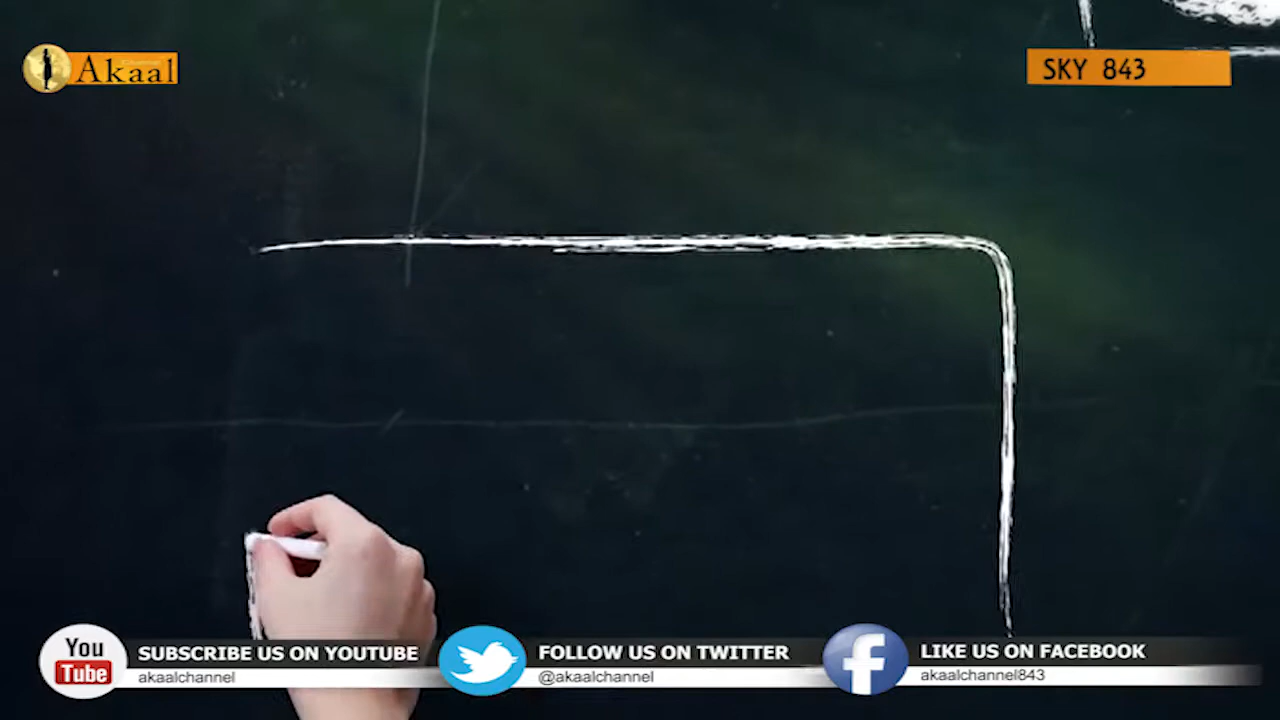 Akaal
Channel
SKY 843
You
Tube
SUBSCRIBE US ON YOUTUBE
akaalchannel
FOLLOW US ON TWITTER
@akaalchannel
LIKE US ON FACEBOOK
akaalchannel843